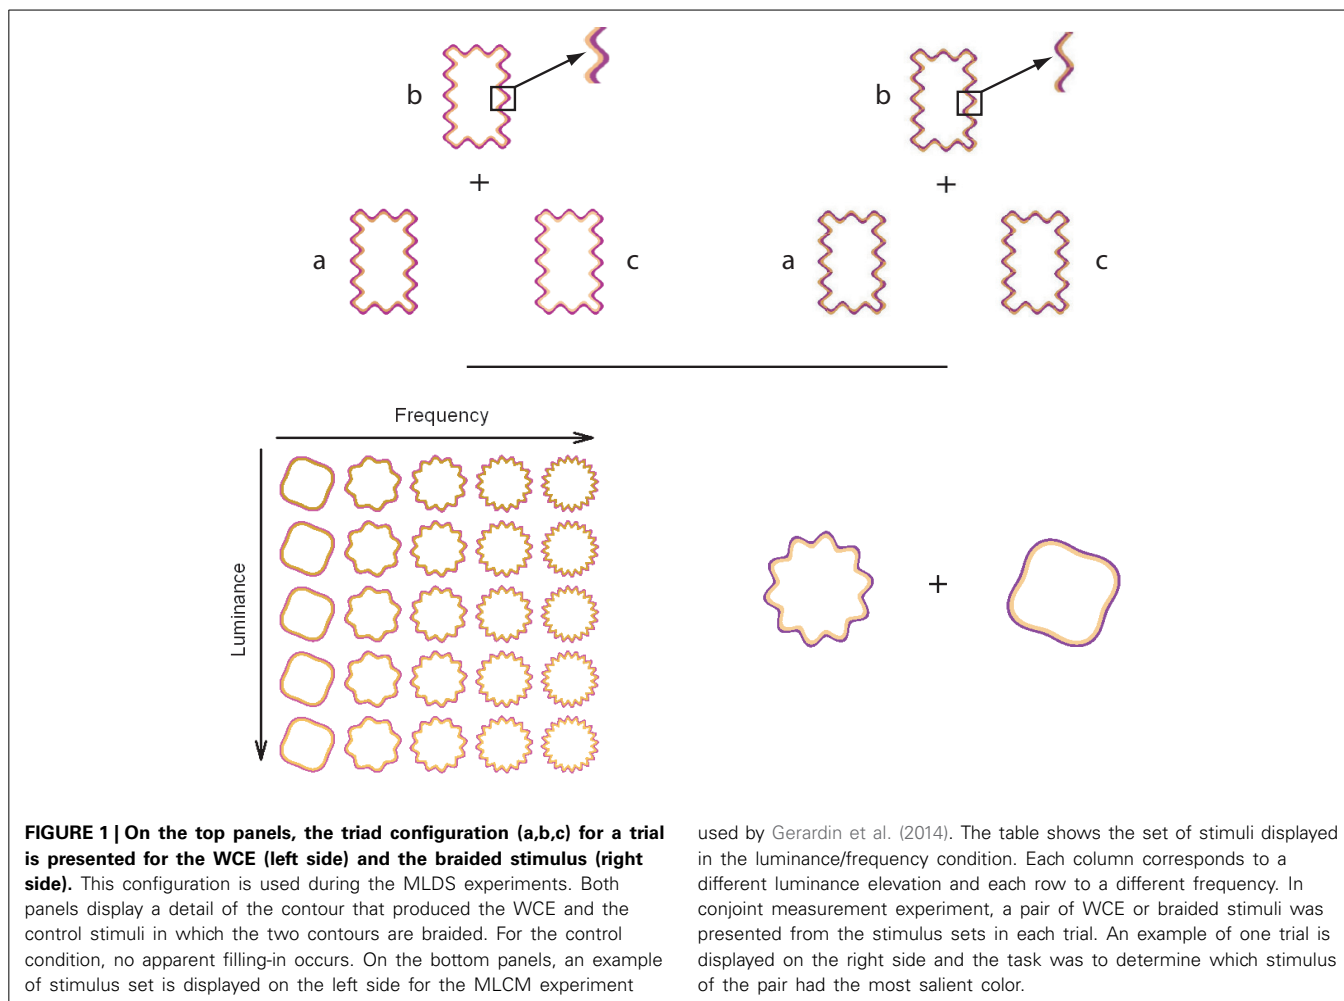 b
b
+
+
a
c
a
c
Frequency
Luminance
+
FIGURE 1 | On the top panels, the triad configuration (a,b,c) for a trial
is presented for the WCE (left side) and the braided stimulus (right
side). This configuration is used during the MLDS experiments. Both
panels display a detail of the contour that produced the WCE and the
control stimuli in which the two contours are braided. For the control
condition, no apparent filling-in occurs. On the bottom panels, an example
of stimulus set is displayed on the left side for the MLCM experiment
used by Gerardin et al. (2014). The table shows the set of stimuli displayed
in the luminance/frequency condition. Each column corresponds to a
different luminance elevation and each row to a different frequency. In
conjoint measurement experiment, a pair of WCE or braided stimuli was
presented from the stimulus sets in each trial. An example of one trial is
displayed on the right side and the task was to determine which stimulus
of the pair had the most salient color.